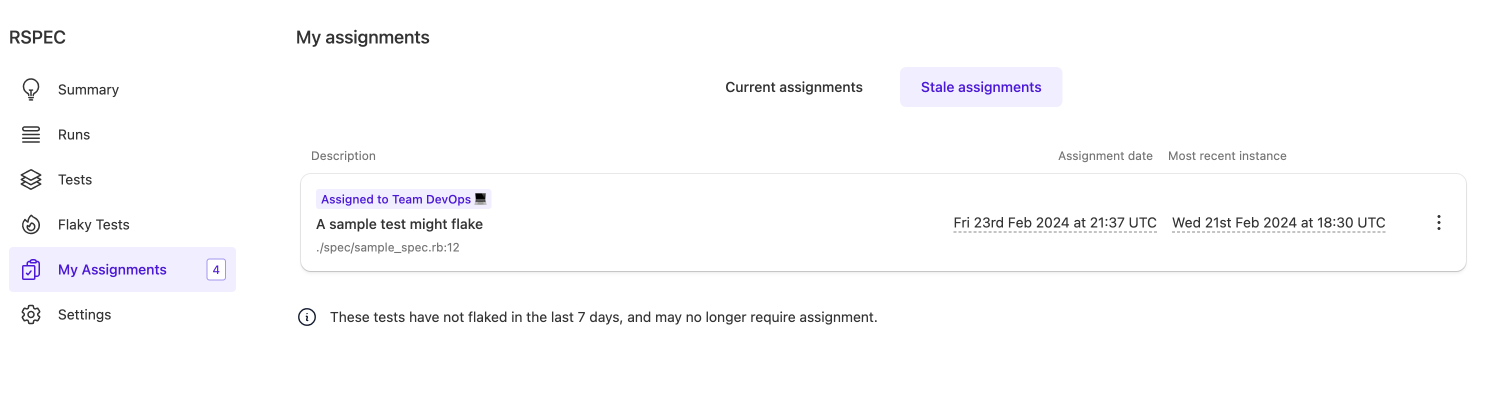 RSPEC
Summary
Runs
Tests
Flaky Tests
My Assignments 4
Settings
My assignments
Current assignments Stale assignments
Description Assignment date Most recent instance
Assigned to Team DevOps
A sample test might flake
./spec/sample_spec.rb:12
Fri 23rd Feb 2024 at 21:37 UTC Wed 21st Feb 2024 at 18:30 UTC
These tests have not flaked in the last 7 days, and may no longer require assignment.